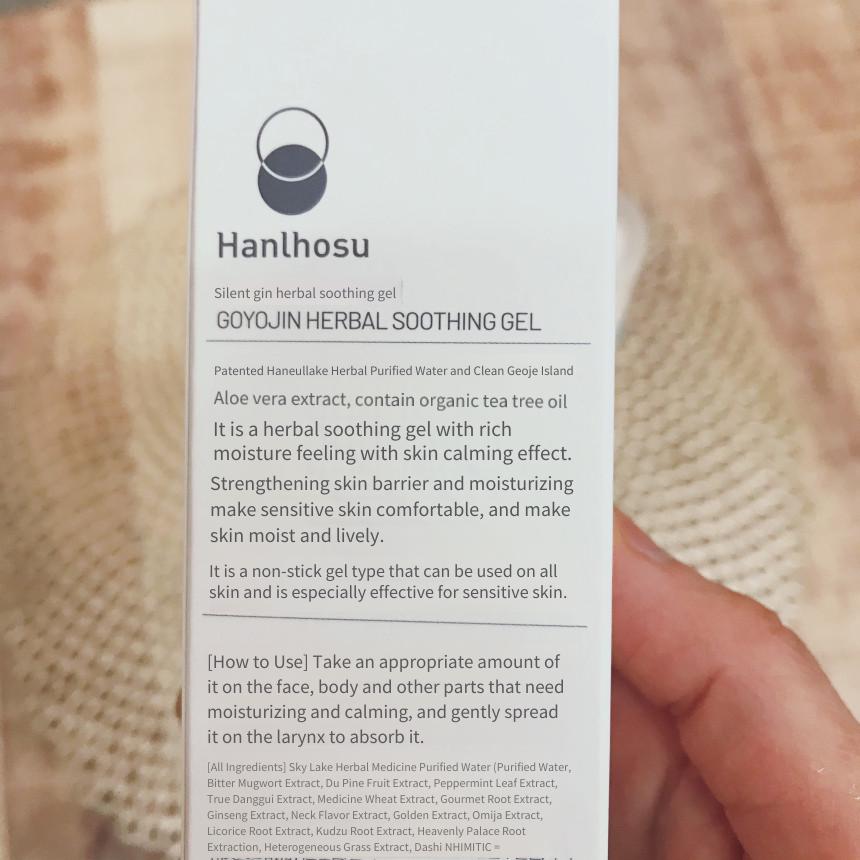 Hanlhosu
Silent gin herbal soothing gel
GOYOJIN HERBAL SOOTHING GEL
Patented Haneullake Herbal Purified Water and Clean Geoje Island
Aloe vera extract, contain organic tea tree oil
It is a herbal soothing gel with rich
moisture feeling with skin calming effect.
Strengthening skin barrier and moisturizing
make sensitive skin comfortable, and make
skin moist and lively.
It is a non-stick gel type that can be used on all
skin and is especially effective for sensitive skin.
[How to Use] Take an appropriate amount of
it on the face, body and other parts that need
moisturizing and calming, and gently spread
it on the larynx to absorb it.
[All Ingredients] Sky Lake Herbal Medicine Purified Water (Purified Water,
Bitter Mugwort Extract, Du Pine Fruit Extract, Peppermint Leaf Extract,
True Danggui Extract, Medicine Wheat Extract, Gourmet Root Extract,
Ginseng Extract, Neck Flavor Extract, Golden Extract, Omija Extract,
Licorice Root Extract, Kudzu Root Extract, Heavenly Palace Root
Extraction, Heterogeneous Grass Extract, Dashi NHIMITIC =